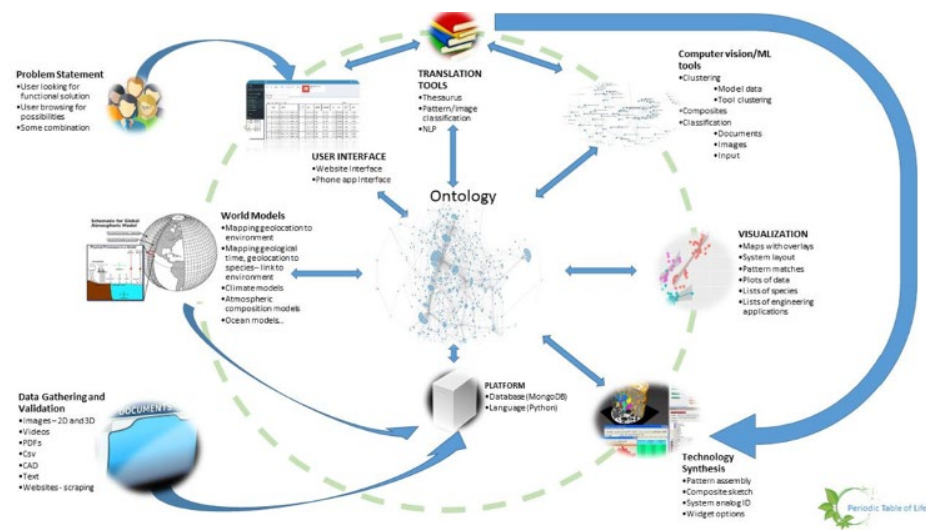 Problem Statement
•User looking for
functional solution
•User browsing for
possibilities
•Some combination
USER INTERFACE
•Website Interface
•Phone app Interface
TRANSLATION
TOOLS
•Thesaurus
•Pattern/image
classification
•NLP
Computer vision/ML
tools
•Clustering
•Model data
•Tool clustering
•Composites
•Classification
•Documents
•Images
•Input
Ontology
Schematic for Global
Atmospheric Model
World Models
•Mapping geolocation to
environment
•Mapping geological
time, geolocation to
species – link to
environment
•Climate models
•Atmospheric
composition models
•Ocean models..
VISUALIZATION
•Maps with overlays
•System layout
•Pattern matches
•Plots of data
•Lists of species
•Lists of engineering
applications
Data Gathering and
Validation
•Images – 2D and 3D
•Videos
•PDFs
•Csv
•CAD
•Text
•Websites - scraping
DOCUMENTS
PLATFORM
•Database (MongoDB)
•Language (Python)
Technology
Synthesis
•Pattern assembly
•Composite sketch
•System analog ID
•Widget options
Periodic Table of Life